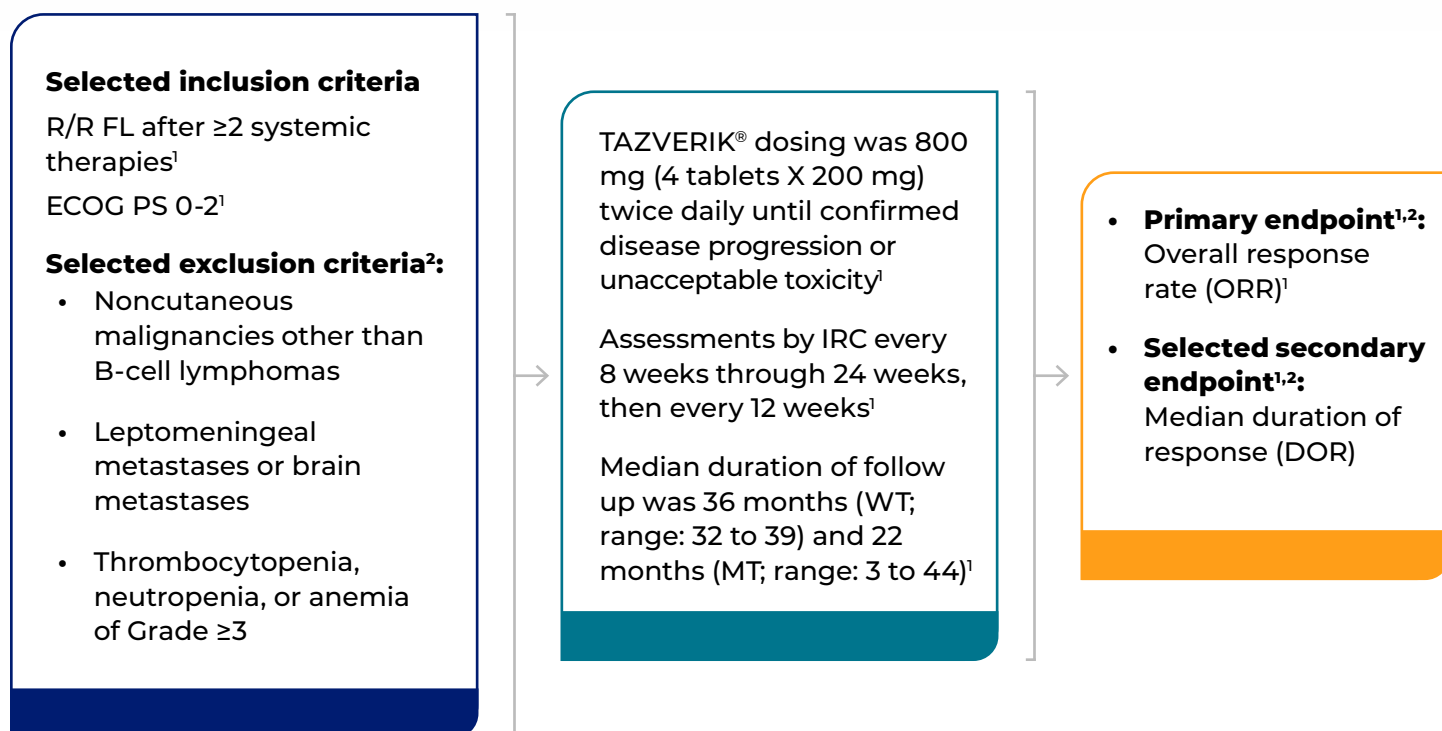 Selected inclusion criteria
R/R FL after ≥2 systemic
therapies¹
ECOG PS 0-2¹
Selected exclusion criteria²:
• Noncutaneous
malignancies other than
B-cell lymphomas
• Leptomeningeal
metastases or brain
metastases
• Thrombocytopenia,
neutropenia, or anemia
of Grade ≥3
TAZVERIK® dosing was 800
mg (4 tablets X 200 mg)
twice daily until confirmed
disease progression or
unacceptable toxicity¹
Assessments by IRC every
8 weeks through 24 weeks,
then every 12 weeks¹
Median duration of follow
up was 36 months (WT;
range: 32 to 39) and 22
months (MT; range: 3 to 44)¹
• Primary endpoint¹,²:
Overall response
rate (ORR)¹
• Selected secondary
endpoint¹,²:
Median duration of
response (DOR)